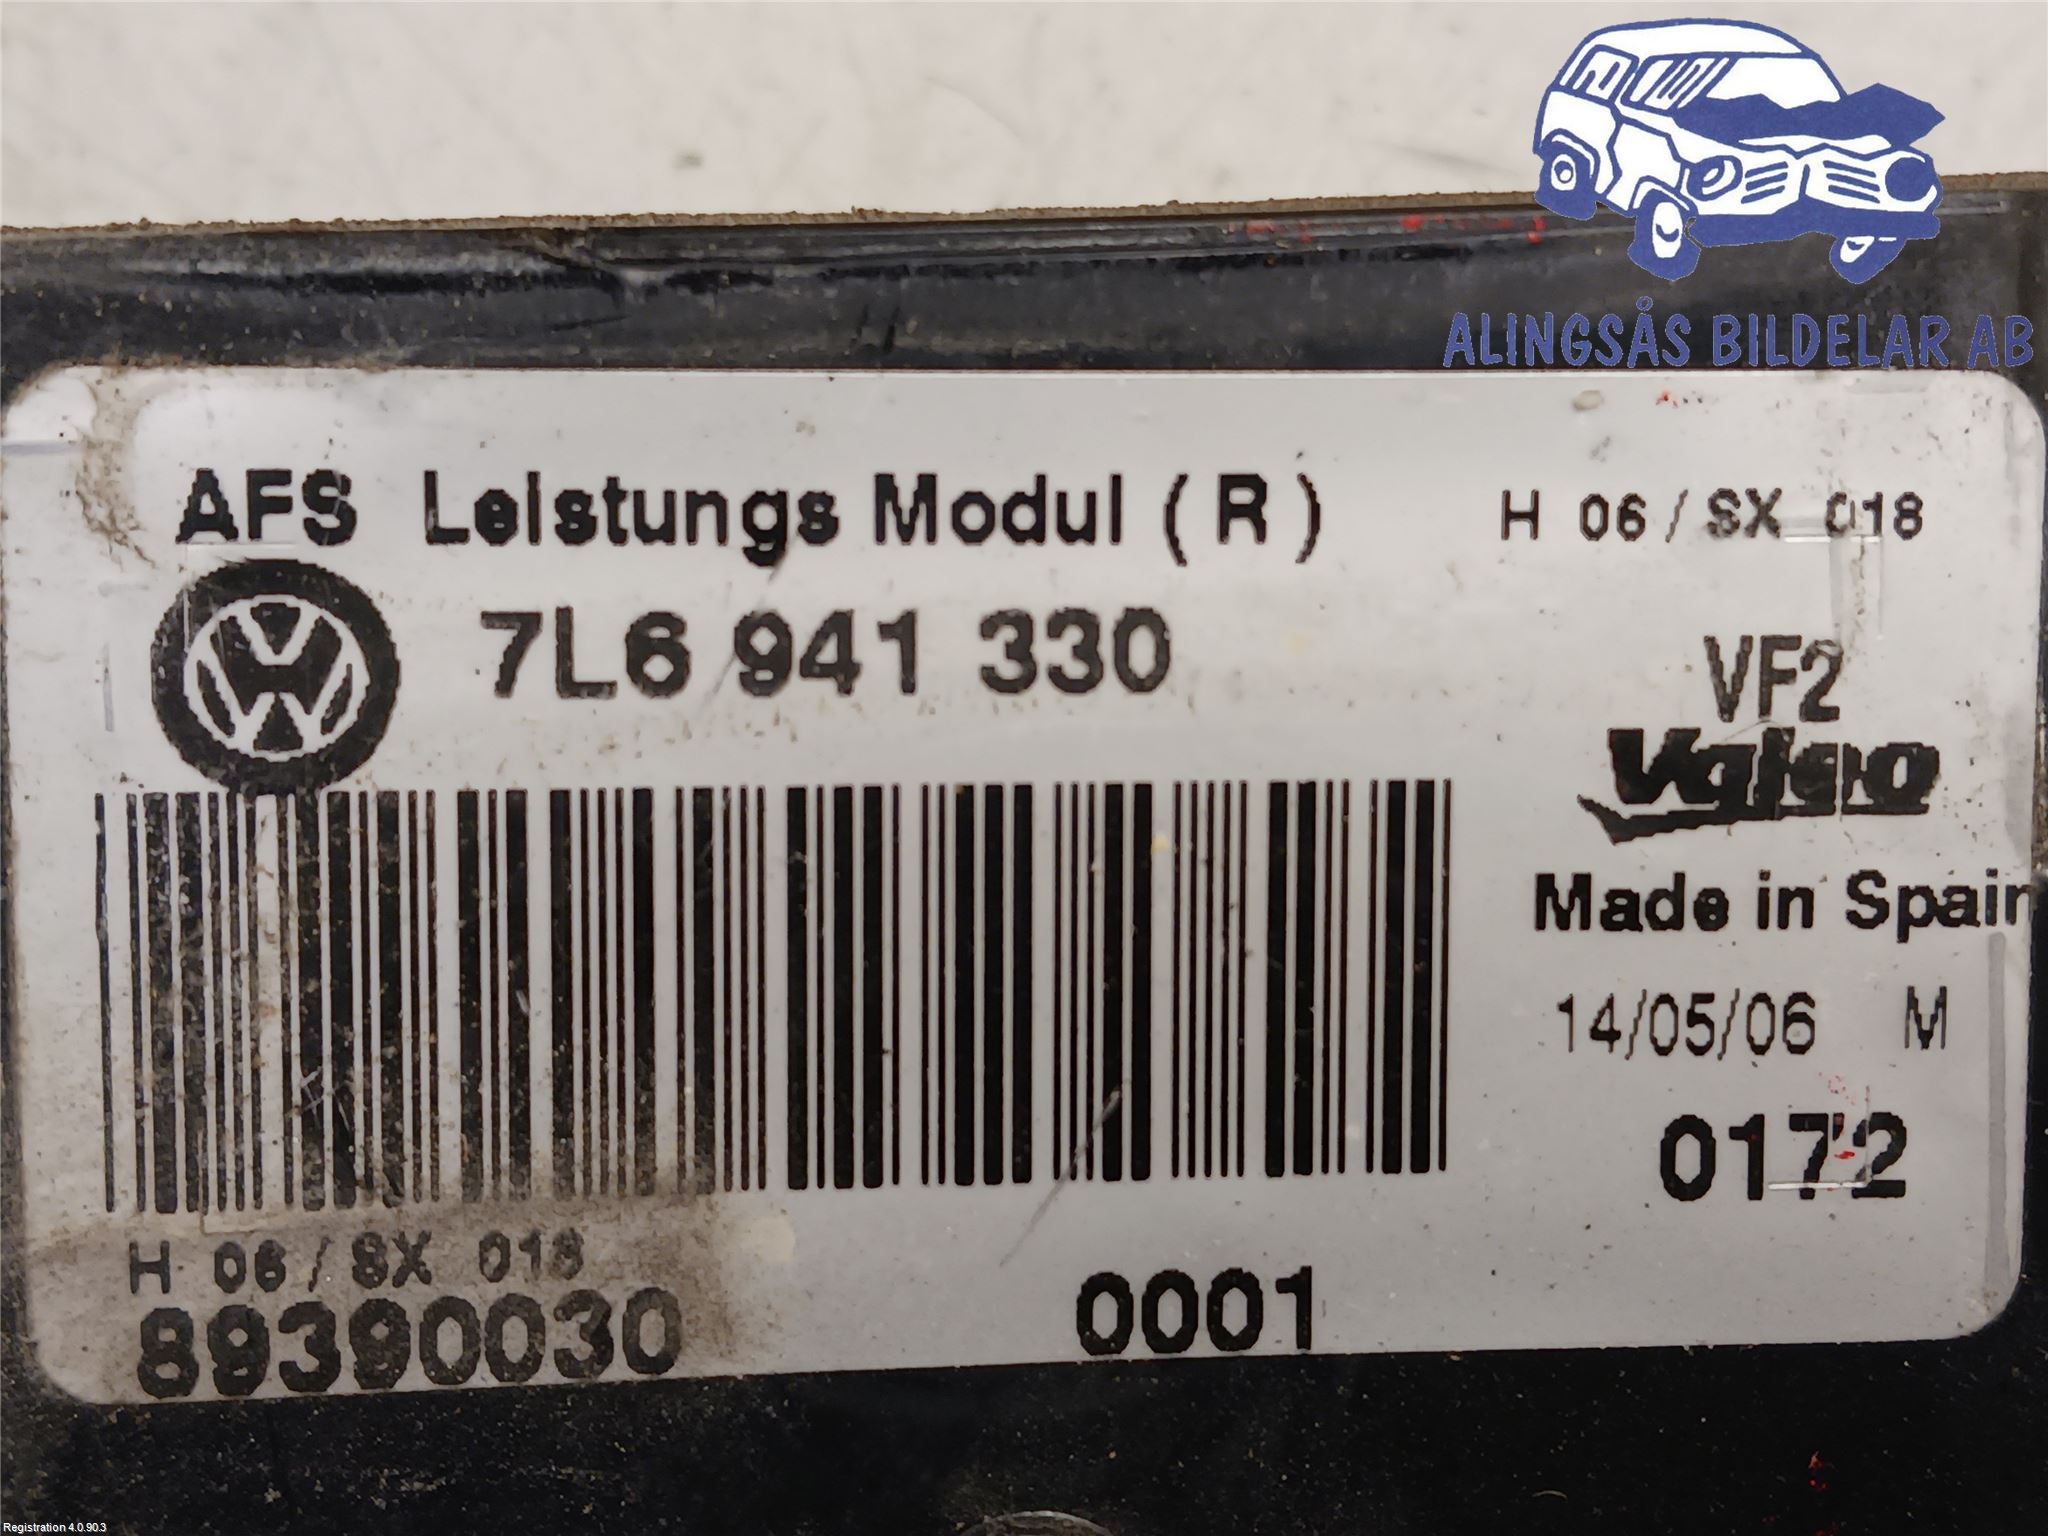 ALINGSÅS BILDELAR AB
AFS Leistungs Modul ( R )
H 06 / SX 018
7L6 941 330
VF2
Valeo
Made in Spain
14/05/06 M
0172
H 06 / SX 018
89390030
0001
Registration 4.0.90.3